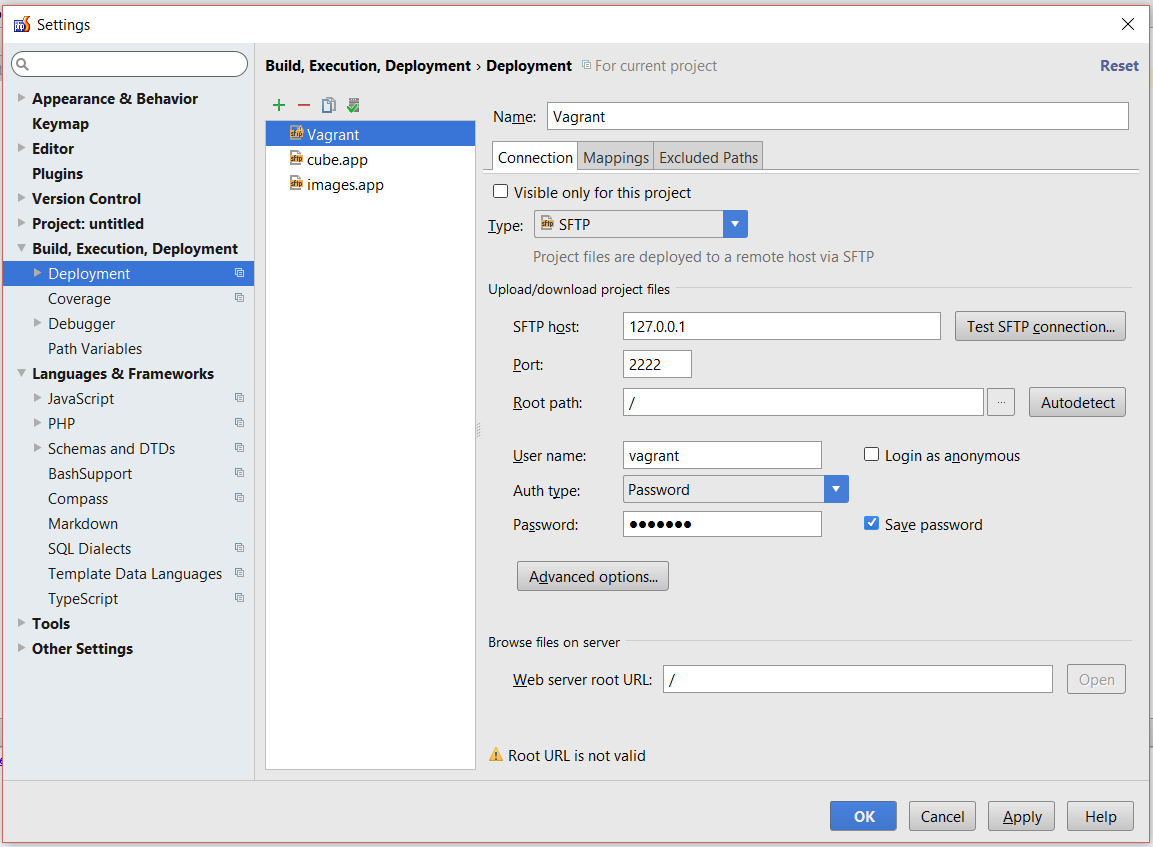 Settings
Build, Execution, Deployment › Deployment For current project Reset
Appearance & Behavior
Keymap
Editor
Plugins
Version Control
Project: untitled
Build, Execution, Deployment
Deployment
Coverage
Debugger
Path Variables
Languages & Frameworks
JavaScript
PHP
Schemas and DTDs
BashSupport
Compass
Markdown
SQL Dialects
Template Data Languages
TypeScript
Tools
Other Settings
Vagrant
cube.app
images.app
Name: Vagrant
Connection Mappings Excluded Paths
Visible only for this project
Type: SFTP
Project files are deployed to a remote host via SFTP
Upload/download project files
SFTP host: 127.0.0.1 Test SFTP connection...
Port: 2222
Root path: / ... Autodetect
User name: vagrant Login as anonymous
Auth type: Password
Password: ●●●●●●● Save password
Advanced options...
Browse files on server
Web server root URL: / Open
Root URL is not valid
OK Cancel Apply Help